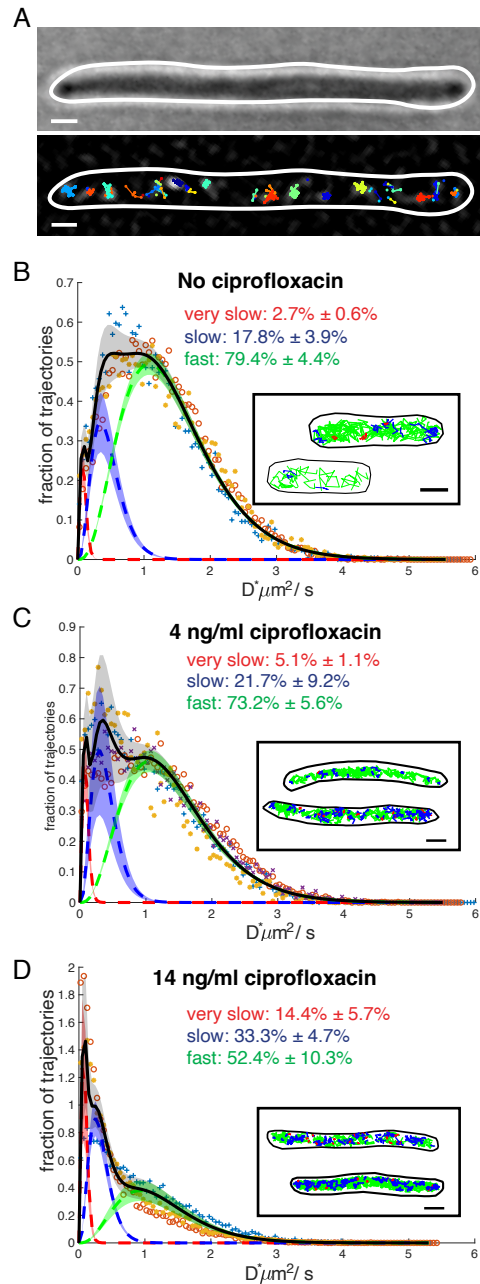 A
B
No ciprofloxacin
very slow: 2.7% ± 0.6%
slow: 17.8% ± 3.9%
fast: 79.4% ± 4.4%
fraction of trajectories
0.7
0.6
0.5
0.4
0.3
0.2
0.1
0
0 1 2 3 4 5 6
D*μm²/ s
C
4 ng/ml ciprofloxacin
very slow: 5.1% ± 1.1%
slow: 21.7% ± 9.2%
fast: 73.2% ± 5.6%
fraction of trajectories
0.9
0.8
0.7
0.6
0.5
0.4
0.3
0.2
0.1
0
0 1 2 3 4 5 6
D*μm²/ s
D
14 ng/ml ciprofloxacin
very slow: 14.4% ± 5.7%
slow: 33.3% ± 4.7%
fast: 52.4% ± 10.3%
fraction of trajectories
2
1.8
1.6
1.4
1.2
1
0.8
0.6
0.4
0.2
0
0 1 2 3 4 5 6
D*μm²/ s